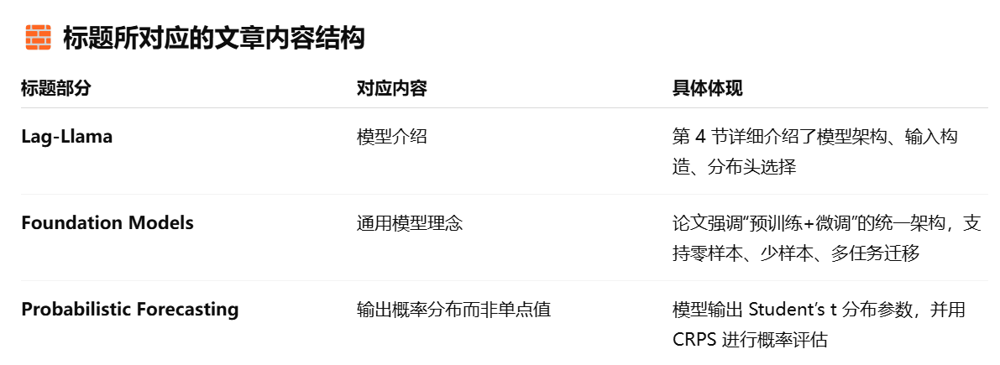 标题所对应的文章内容结构
标题部分 对应内容 具体体现
Lag-Llama 模型介绍 第 4 节详细介绍了模型架构、输入构
造、分布头选择
Foundation Models 通用模型理念 论文强调“预训练+微调”的统一架构，支
持零样本、少样本、多任务迁移
Probabilistic Forecasting 输出概率分布而非单点值 模型输出 Student’s t 分布参数，并用
CRPS 进行概率评估